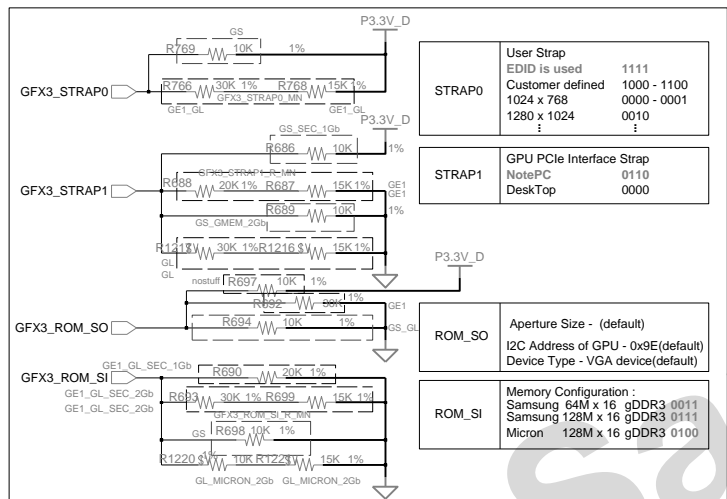 P3.3V_D
GS
R769 10K 1%
GFX3_STRAP0
R766 30K 1% R768 15K 1%
GFX3_STRAP0_MN
GE1_GL GE1_GL
P3.3V_D
GS_SEC_1Gb
R686 10K 1%
GFX3_STRAP1_R_MN
GFX3_STRAP1
R688 20K 1% R687 15K 1%
GE1
GE1
R689 10K 1%
GS_GMEM_2Gb
30K 1% R1216 15K 1%
GL
GL
P3.3V_D
nostuff
R697 10K 1%
R692 30K 1%
GE1
GFX3_ROM_SO
R694 10K 1%
GS_GL
GE1_GL_SEC_1Gb
R690 20K 1%
GFX3_ROM_SI
GE1_GL_SEC_2Gb
GE1_GL_SEC_2Gb
R693 30K 1% R699 15K 1%
GFX3_ROM_SI_R_MN
GS
R698 10K 1%
1%
R1220 10K R1221 15K 1%
GL_MICRON_2Gb GL_MICRON_2Gb
STRAP0
User Strap
EDID is used 1111
Customer defined 1000 - 1100
1024 x 768 0000 - 0001
1280 x 1024 0010
STRAP1
GPU PCIe Interface Strap
NotePC 0110
DeskTop 0000
ROM_SO
Aperture Size - (default)
I2C Address of GPU - 0x9E(default)
Device Type - VGA device(default)
ROM_SI
Memory Configuration :
Samsung 64M x 16 gDDR3 0011
Samsung 128M x 16 gDDR3 0111
Micron 128M x 16 gDDR3 0100